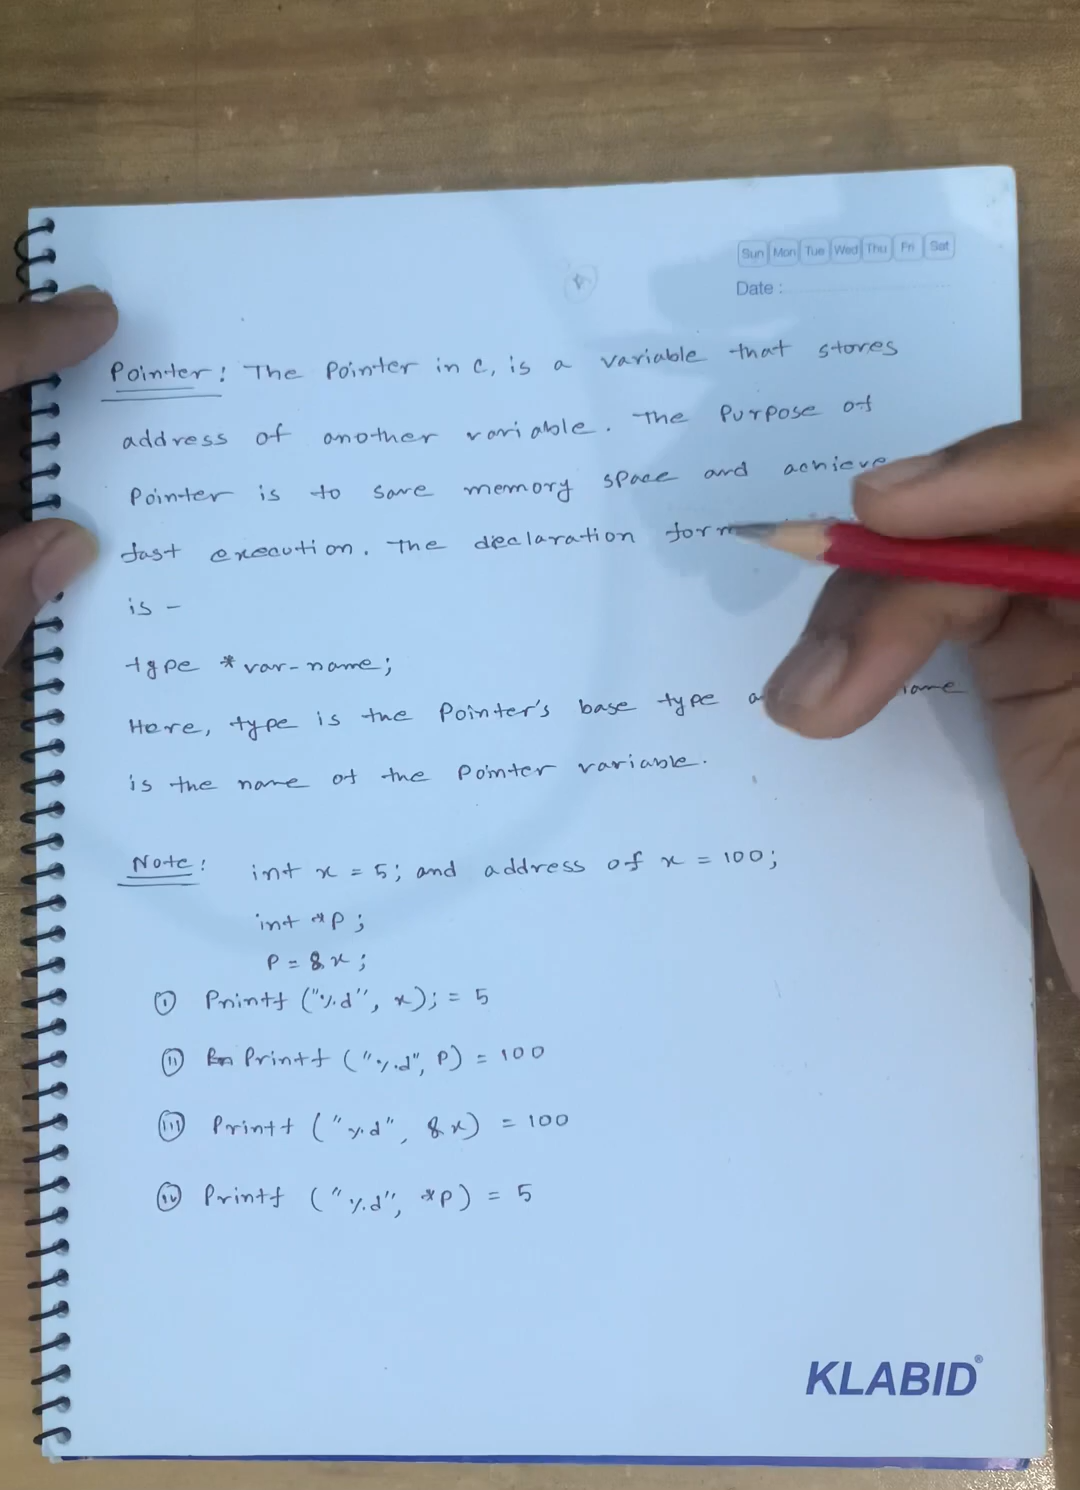 Sun Mon Tue Wed Thu Fri Sat
Date :
Pointer: The Pointer in C, is a variable that stores
address of another variable. The Purpose of
Pointer is to save memory space and achieve
fast execution. The declaration form
is -
type *var-name;
Here, type is the Pointer's base type
is the name of the Pointer variable.
Note: int x = 5; and address of x = 100;
int *P;
P = &x;
(i) Printf ("%d", x); = 5
(ii) Printf ("%d", P) = 100
(iii) Printf ("%d", &x) = 100
(iv) Printf ("%d", *P) = 5
KLABID®